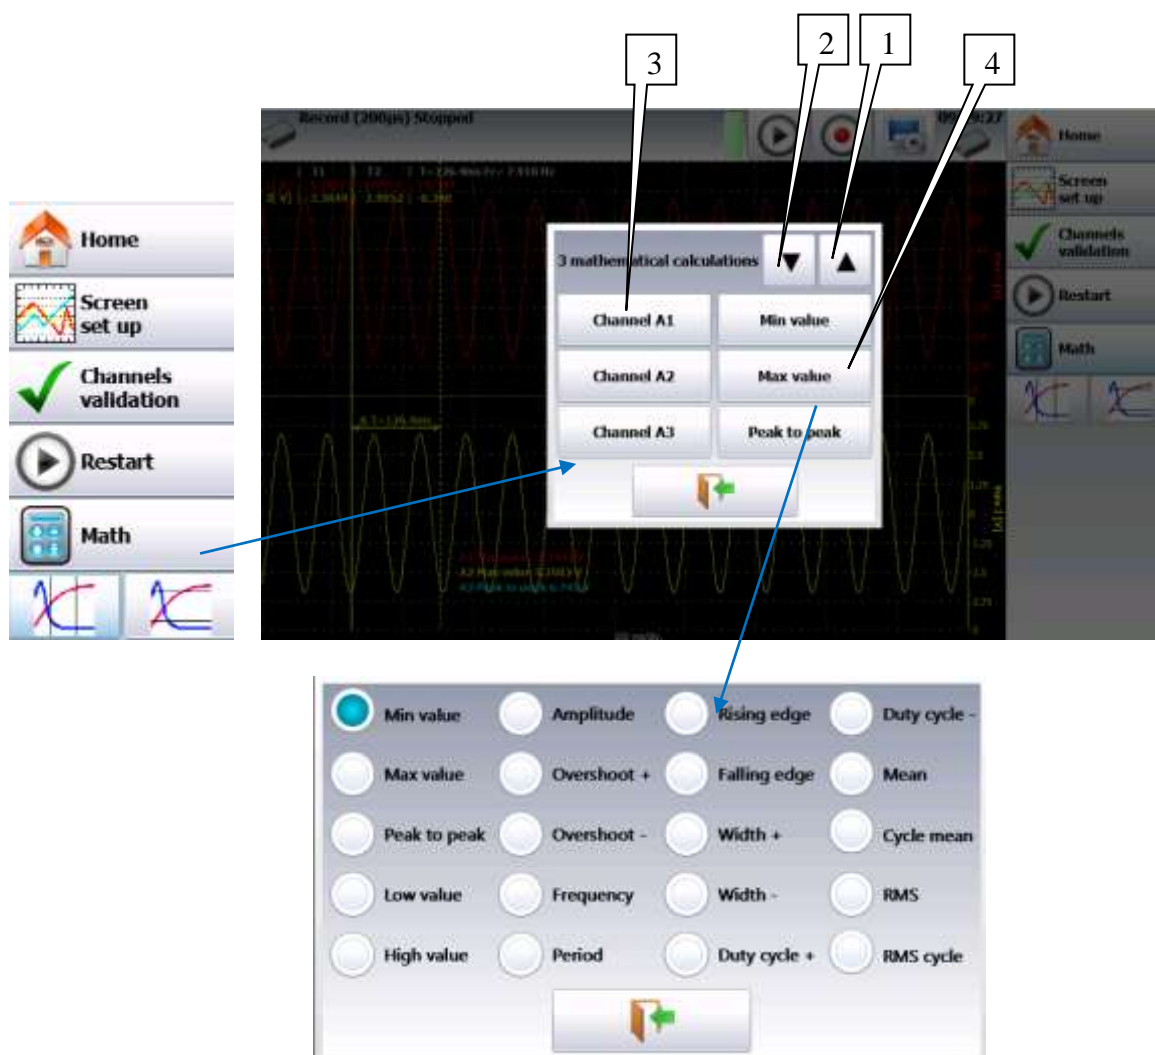 3
2
1
4
Record (200µs) Stopped
Home
Screen
set up
Channels
validation
Restart
Math
3 mathematical calculations
Channel A1
Min value
Channel A2
Max value
Channel A3
Peak to peak
Home
Screen
set up
Channels
validation
Restart
Math
Min value
Amplitude
Rising edge
Duty cycle -
Max value
Overshoot +
Falling edge
Mean
Peak to peak
Overshoot -
Width +
Cycle mean
Low value
Frequency
Width -
RMS
High value
Period
Duty cycle +
RMS cycle